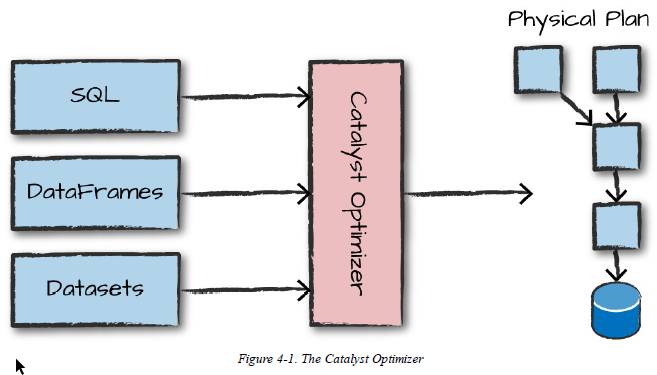 Physical Plan
SQL
DataFrames
Datasets
Catalyst Optimizer
Figure 4-1. The Catalyst Optimizer